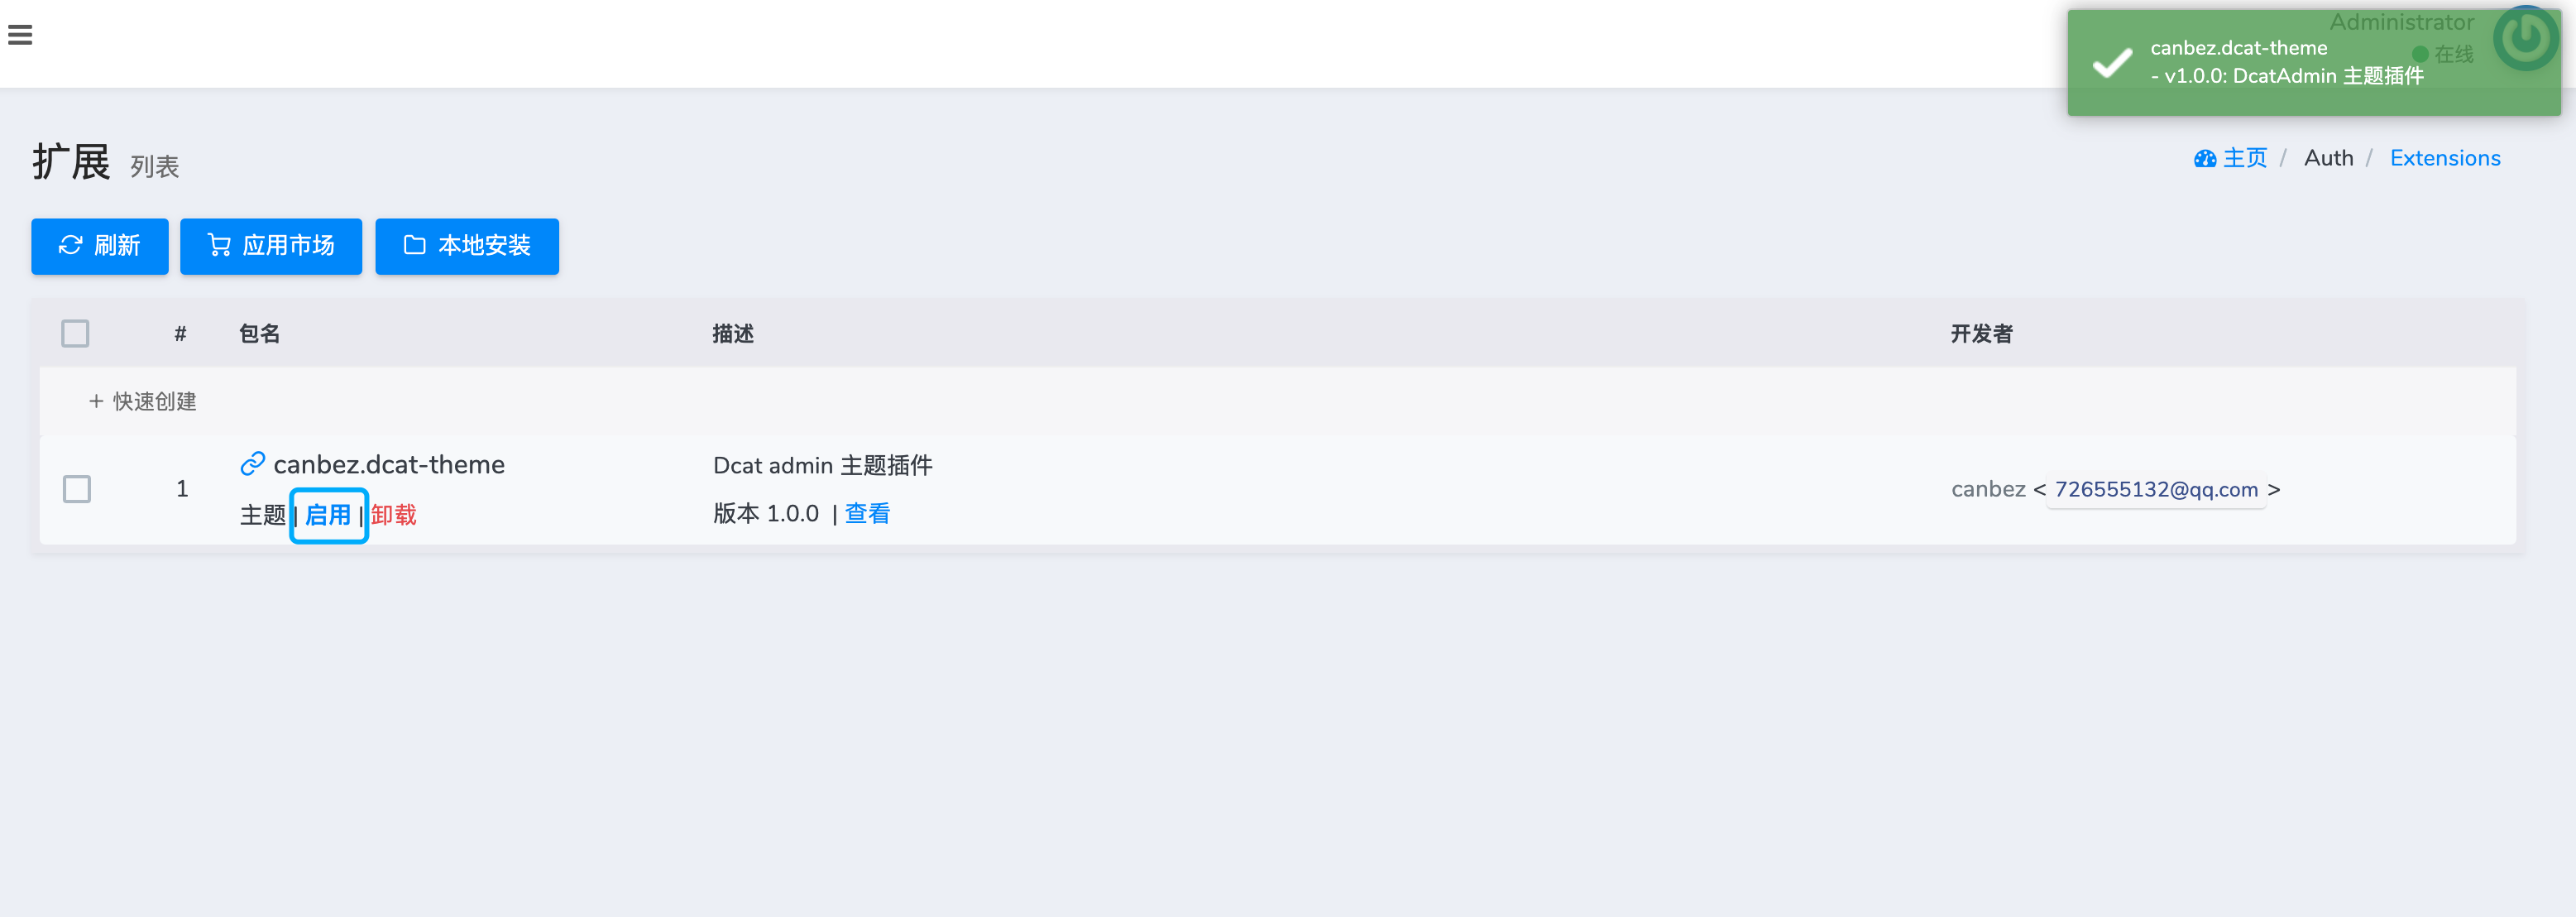 Administrator
在线
canbez.dcat-theme
- v1.0.0: DcatAdmin 主题插件
扩展 列表
主页 / Auth / Extensions
刷新 应用市场 本地安装
# 包名 描述 开发者
+ 快速创建
1
canbez.dcat-theme
主题 | 启用 | 卸载
Dcat admin 主题插件
版本 1.0.0 | 查看
canbez < 726555132@qq.com >